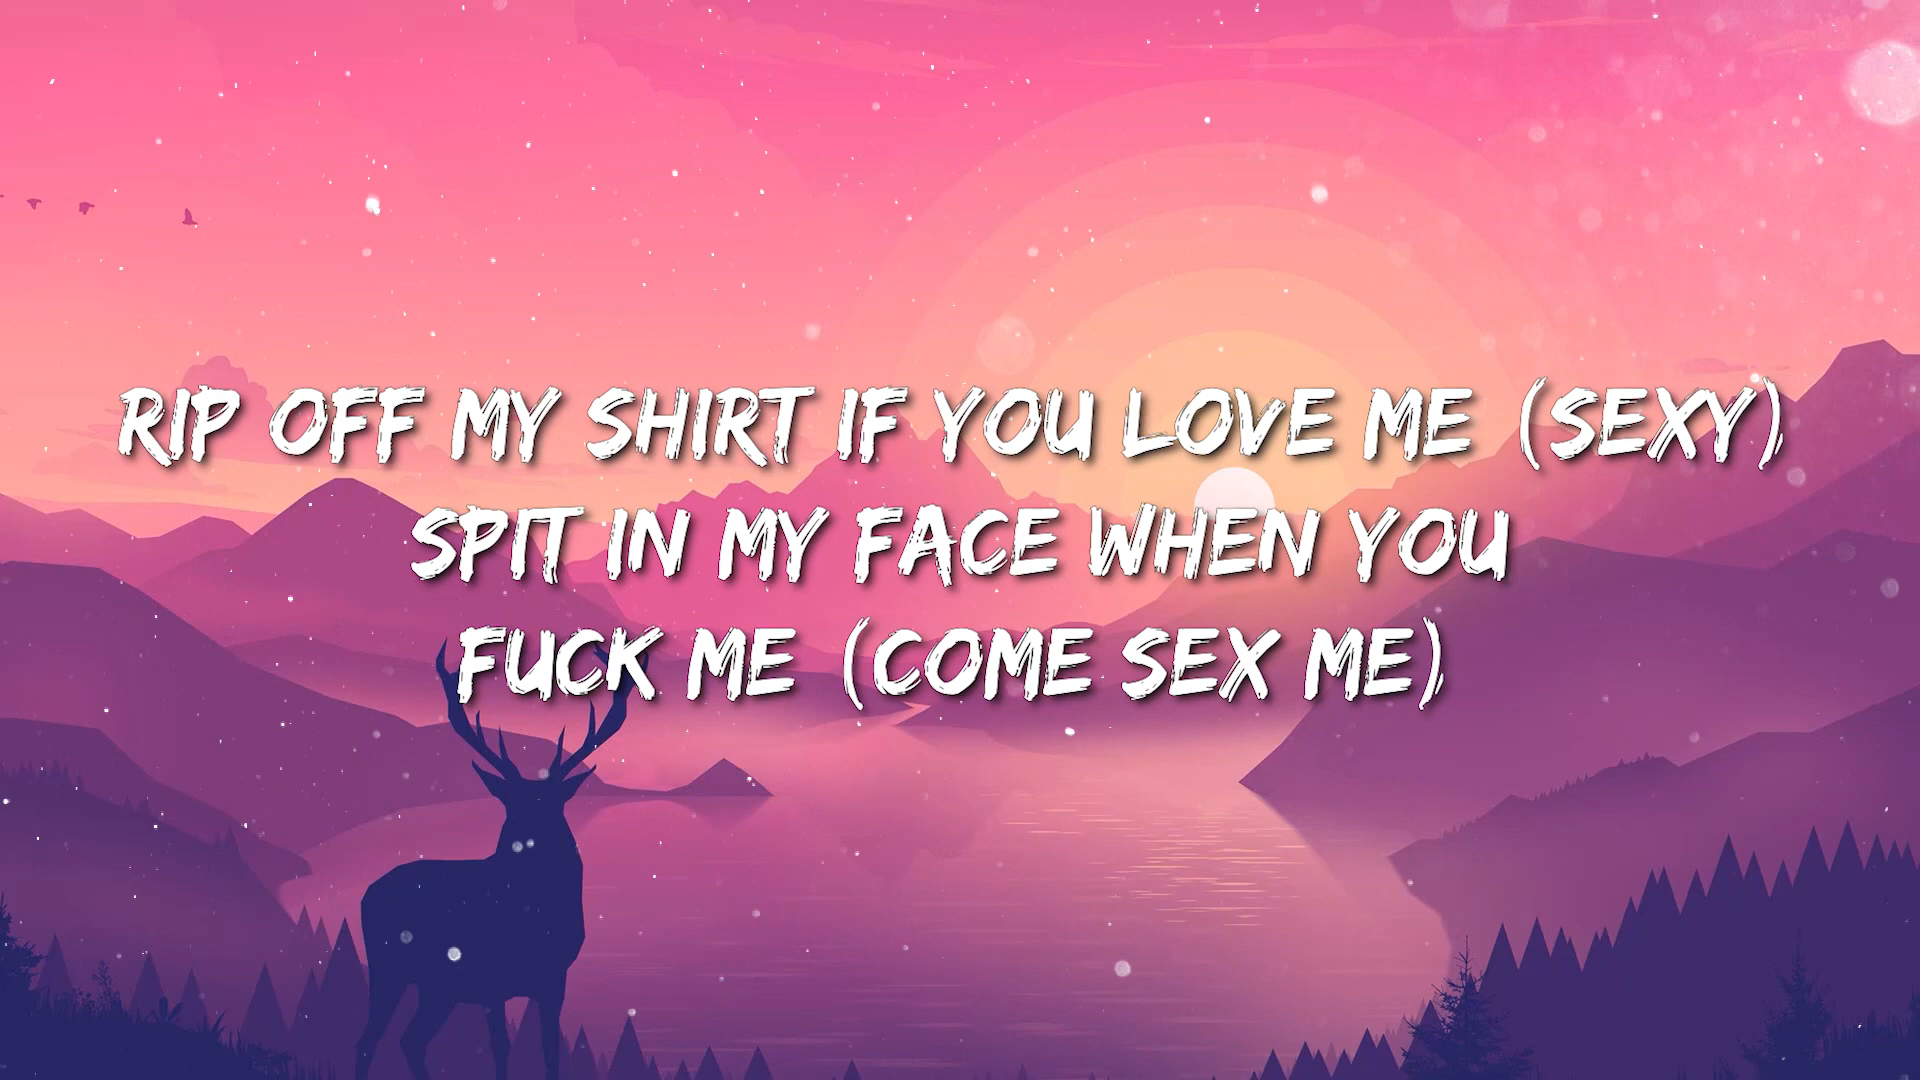 RIP OFF MY SHIRT IF YOU LOVE ME (SEXY)
SPIT IN MY FACE WHEN YOU
FUCK ME (COME SEX ME)